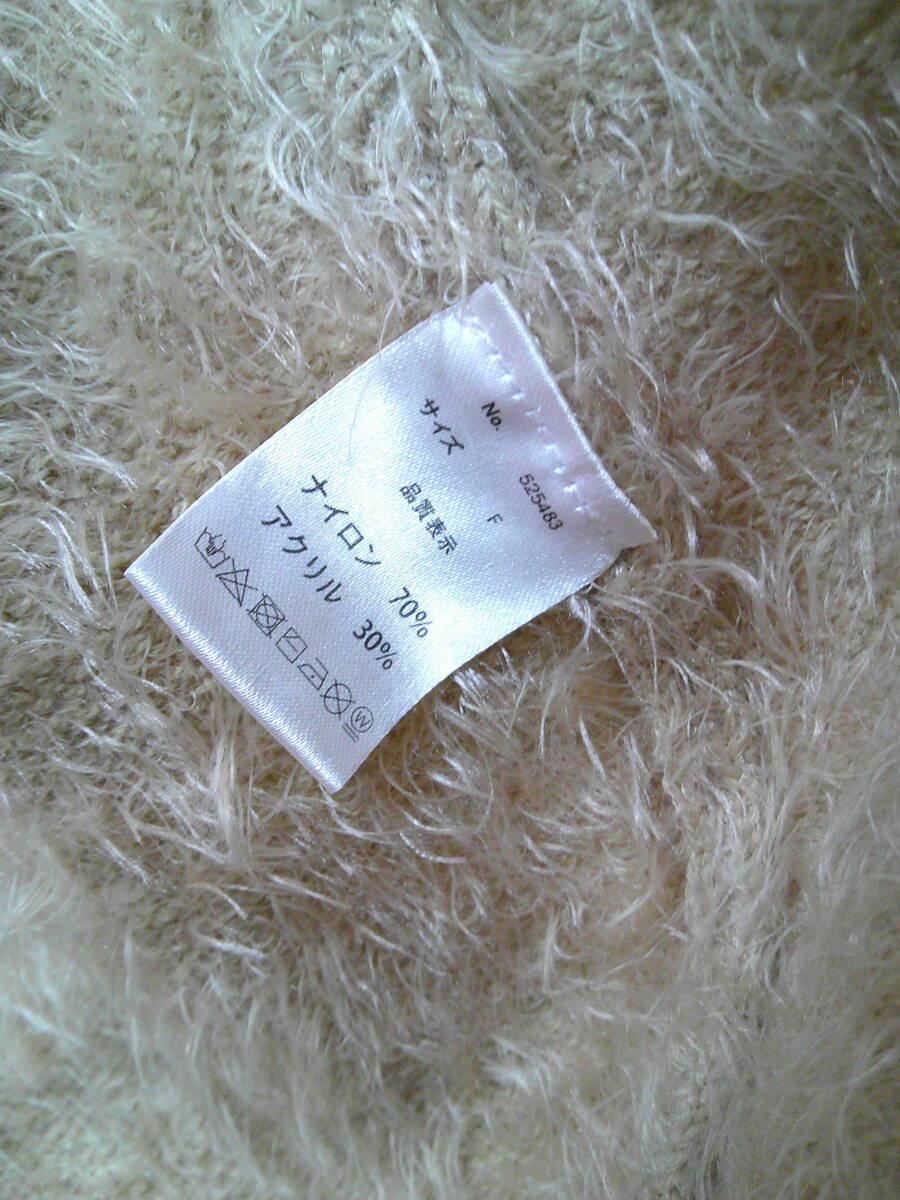 No. 525483
サイズ F
品質表示
ナイロン 70%
アクリル 30%
W